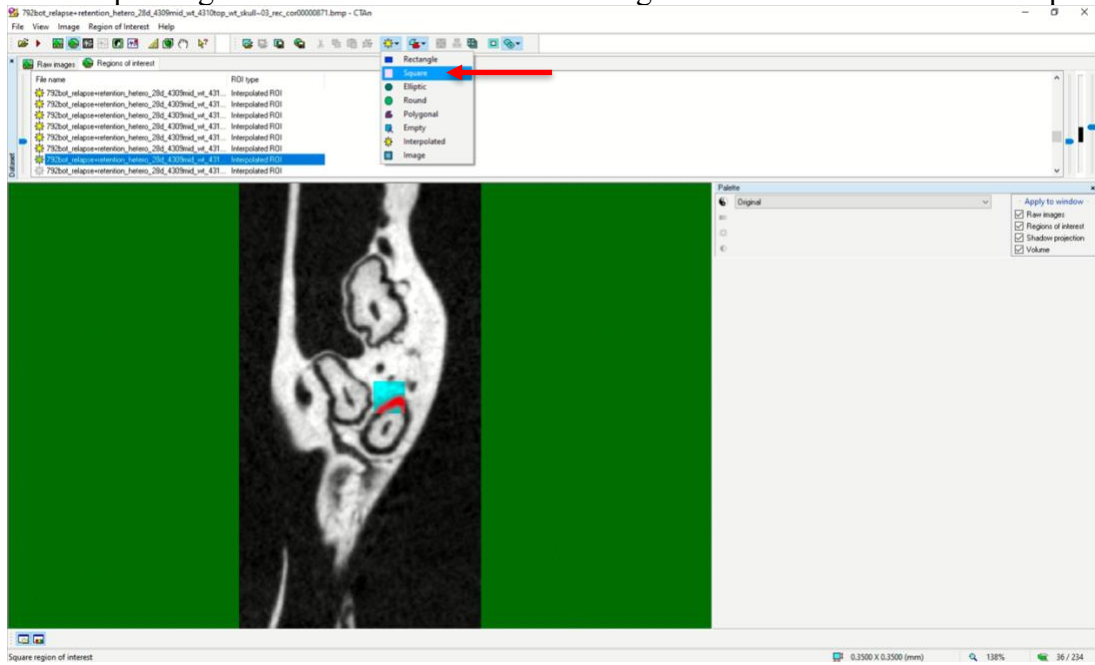 792bot_relapse+retention_hetero_28d_4309mid_wt_4310top_wt_skull~03_rec_cor00000871.bmp - CTAn
File View Image Region of Interest Help
Raw images Regions of interest
File name ROI type
792bot_relapse+retention_hetero_28d_4309mid_wt_431... Interpolated ROI
792bot_relapse+retention_hetero_28d_4309mid_wt_431... Interpolated ROI
792bot_relapse+retention_hetero_28d_4309mid_wt_431... Interpolated ROI
792bot_relapse+retention_hetero_28d_4309mid_wt_431... Interpolated ROI
792bot_relapse+retention_hetero_28d_4309mid_wt_431... Interpolated ROI
792bot_relapse+retention_hetero_28d_4309mid_wt_431... Interpolated ROI
792bot_relapse+retention_hetero_28d_4309mid_wt_431... Interpolated ROI
792bot_relapse+retention_hetero_28d_4309mid_wt_431... Interpolated ROI
Rectangle
Square
Elliptic
Round
Polygonal
Empty
Interpolated
Image
Dataset
Palette
Original
Apply to window
Raw images
Regions of interest
Shadow projection
Volume
Square region of interest
0.3500 X 0.3500 (mm)
138%
36 / 234